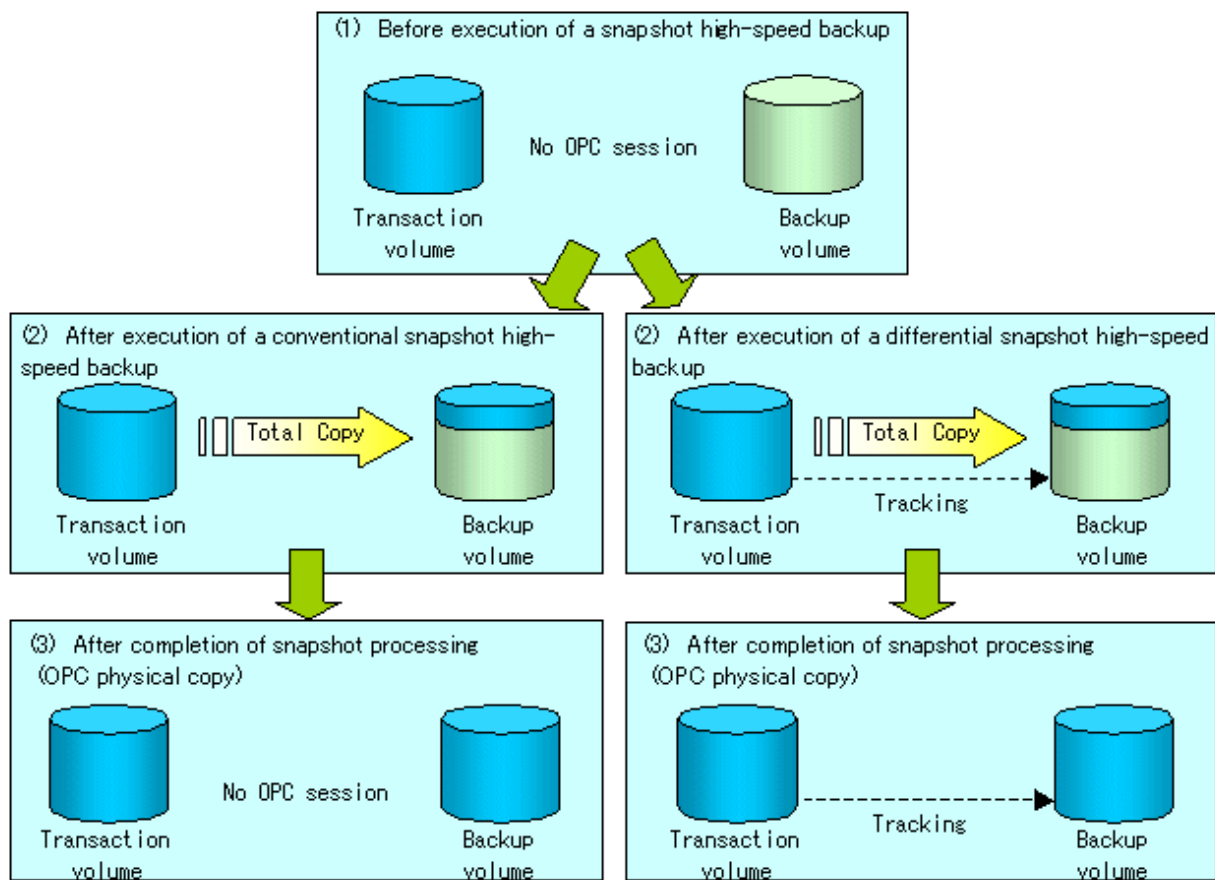 (1) Before execution of a snapshot high-speed backup
No OPC session
Transaction
volume
Backup
volume
(2) After execution of a conventional snapshot high-
speed backup
Total Copy
Transaction
volume
Backup
volume
(2) After execution of a differential snapshot high-speed
backup
Total Copy
Tracking
Transaction
volume
Backup
volume
(3) After completion of snapshot processing
(OPC physical copy)
No OPC session
Transaction
volume
Backup
volume
(3) After completion of snapshot processing
(OPC physical copy)
Tracking
Transaction
volume
Backup
volume